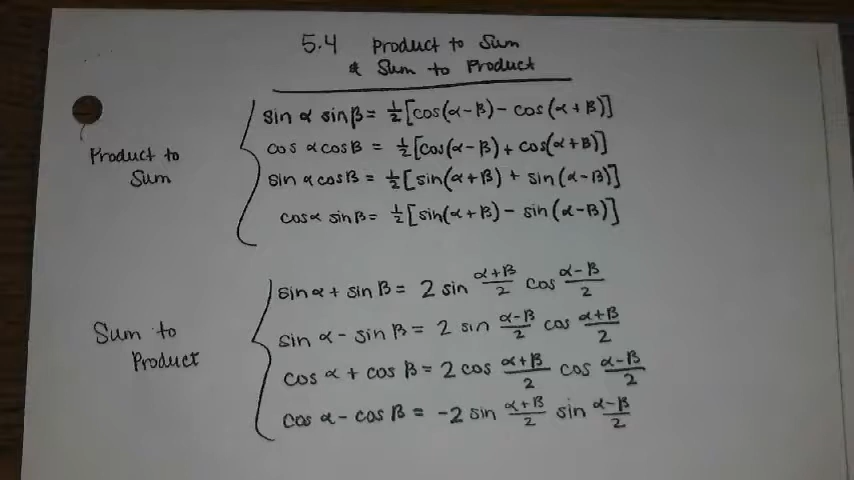 5.4 Product to Sum
& Sum to Product
Product to
Sum
sin α sin β = 1/2 [cos(α - β) - cos(α + β)]
cos α cos β = 1/2 [cos(α - β) + cos(α + β)]
sin α cos β = 1/2 [sin(α + β) + sin(α - β)]
cos α sin β = 1/2 [sin(α + β) - sin(α - β)]
Sum to
Product
sin α + sin β = 2 sin (α+β)/2 cos (α-β)/2
sin α - sin β = 2 sin (α-β)/2 cos (α+β)/2
cos α + cos β = 2 cos (α+β)/2 cos (α-β)/2
cos α - cos β = -2 sin (α+β)/2 sin (α-β)/2